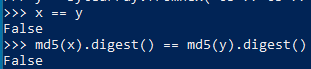 >>> x == y
False
>>> md5(x).digest() == md5(y).digest()
False